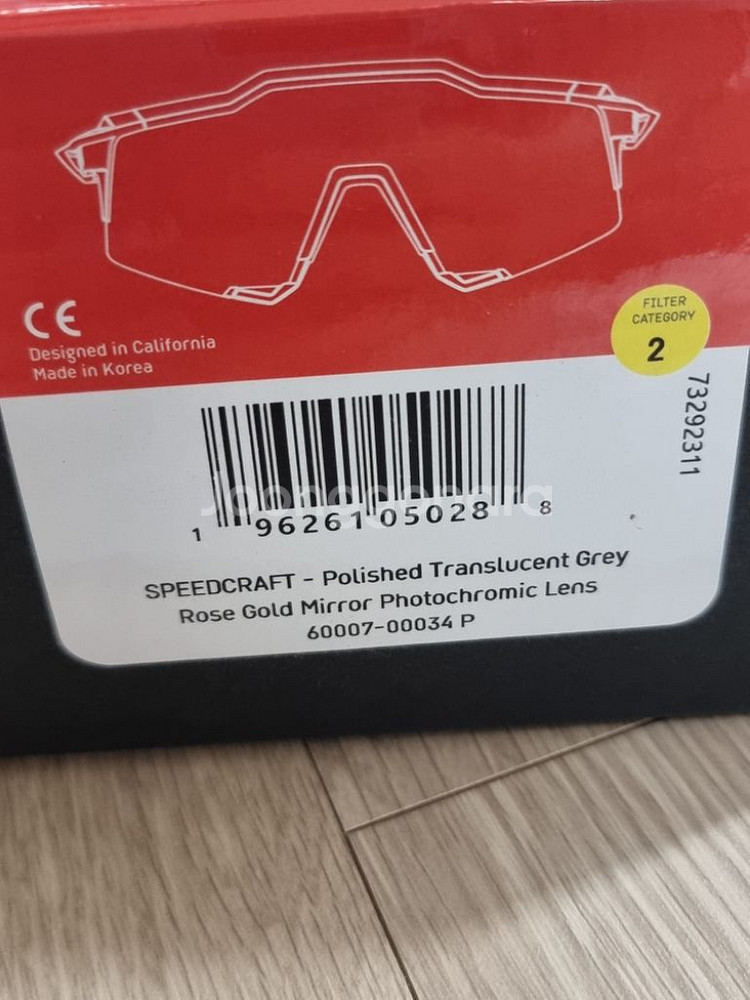 CE
Designed in California
Made in Korea
FILTER
CATEGORY
2
73292311
Joonggonara
1 96261 05028 8
SPEEDCRAFT - Polished Translucent Grey
Rose Gold Mirror Photochromic Lens
60007-00034 P